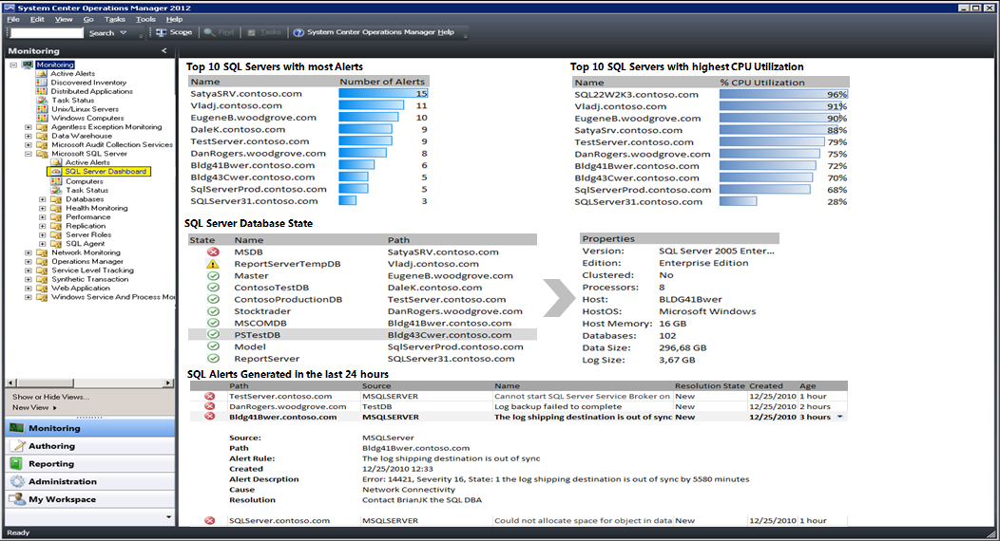 System Center Operations Manager 2012
File Edit View Go Tasks Tools Help
Search Scope Find Tasks System Center Operations Manager Help
Monitoring <
Monitoring
Active Alerts
Discovered Inventory
Distributed Applications
Task Status
Unix/Linux Servers
Windows Computers
Agentless Exception Monitoring
Data Warehouse
Microsoft Audit Collection Services
Microsoft SQL Server
Active Alerts
SQL Server Dashboard
Computers
Task Status
Databases
Health Monitoring
Performance
Replication
Server Roles
SQL Agent
Network Monitoring
Operations Manager
Service Level Tracking
Synthetic Transaction
Web Application
Windows Service And Process Mor
Show or Hide Views...
New View
Monitoring
Authoring
Reporting
Administration
My Workspace
Top 10 SQL Servers with most Alerts
Name Number of Alerts
SatyaSRV.contoso.com 15
Vladj.contoso.com 11
EugeneB.woodgrove.com 10
DaleK.contoso.com 9
TestServer.contoso.com 9
DanRogers.woodgrove.com 8
Bldg41Bwer.contoso.com 6
Bldg43Cwer.contoso.com 5
SqlServerProd.contoso.com 5
SQLServer31.contoso.com 3
Top 10 SQL Servers with highest CPU Utilization
Name % CPU Utilization
SQL22W2K3.contoso.com 96%
Vladj.contoso.com 91%
EugeneB.woodgrove.com 90%
SatyaSrv.contoso.com 88%
TestServer.contoso.com 79%
DanRogers.woodgrove.com 75%
Bldg41Bwer.contoso.com 72%
Bldg43Cwer.contoso.com 70%
SqlServerProd.contoso.com 68%
SQLServer31.contoso.com 28%
SQL Server Database State
State Name Path
MSDB SatyaSRV.contoso.com
ReportServerTempDB Vladj.contoso.com
Master EugeneB.woodgrove.com
ContosoTestDB DaleK.contoso.com
ContosoProductionDB TestServer.contoso.com
Stocktrader DanRogers.woodgrove.com
MSCOMDB Bldg41Bwer.contoso.com
PSTestDB Bldg43Cwer.contoso.com
Model SqlServerProd.contoso.com
ReportServer SQLServer31.contoso.com
Properties
Version: SQL Server 2005 Enter...
Edition: Enterprise Edition
Clustered: No
Processors: 8
Host: BLDG41Bwer
HostOS: Microsoft Windows
Host Memory: 16 GB
Databases: 102
Data Size: 296,68 GB
Log Size: 3,67 GB
SQL Alerts Generated in the last 24 hours
Path Source Name Resolution State Created Age
TestServer.contoso.com MSQLSERVER Cannot start SQL Server Service Broker on New 12/25/2010 1 hour
DanRogers.woodgrove.com TestDB Log backup failed to complete New 12/25/2010 2 hours
Bldg41Bwer.contoso.com MSQLSERVER The log shipping destination is out of sync New 12/25/2010 3 hours
Source: MSQLServer
Path Bldg41Bwer.contoso.com
Alert Rule: The log shipping destination is out of sync
Created 12/25/2010 12:33
Alert Descrption Error: 14421, Severity 16, State: 1 the log shipping destination is out of sync by 5580 minutes
Cause Network Connectivity
Resolution Contact BrianJK the SQL DBA
SQLServer.contoso.com MSQLSERVER Could not allocate space for object in data New 12/25/2010 1 hour
Ready